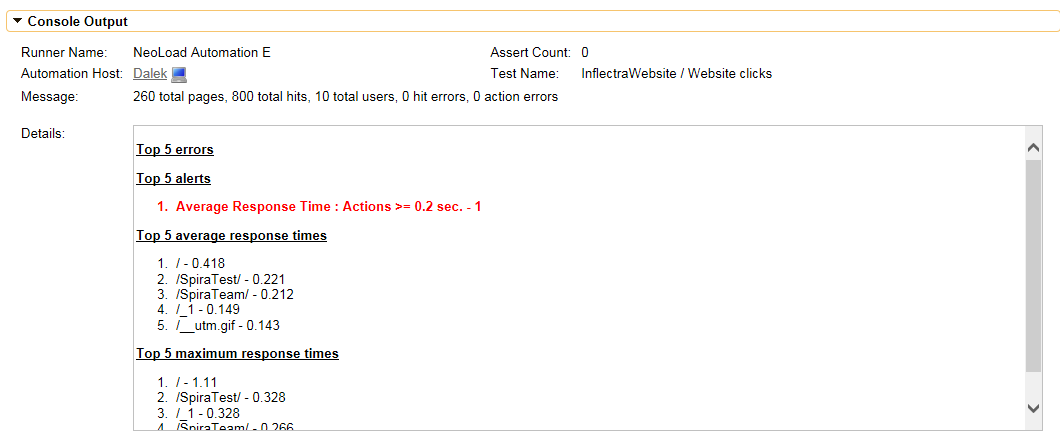 Console Output
Runner Name: NeoLoad Automation E Assert Count: 0
Automation Host: Dalek Test Name: InflectraWebsite / Website clicks
Message: 260 total pages, 800 total hits, 10 total users, 0 hit errors, 0 action errors
Details:
Top 5 errors
Top 5 alerts
1. Average Response Time : Actions >= 0.2 sec. - 1
Top 5 average response times
1. / - 0.418
2. /SpiraTest/ - 0.221
3. /SpiraTeam/ - 0.212
4. /_1 - 0.149
5. /__utm.gif - 0.143
Top 5 maximum response times
1. / - 1.11
2. /SpiraTest/ - 0.328
3. /_1 - 0.328
4. /SpiraTeam/ - 0.266